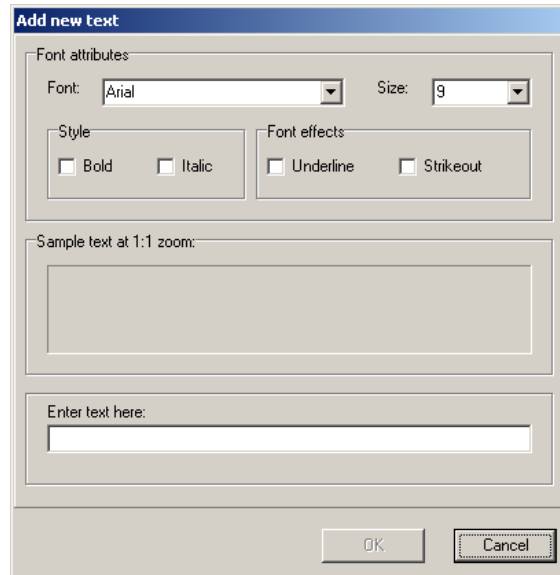 Add new text
Font attributes
Font: Arial Size: 9
Style Font effects
Bold Italic Underline Strikeout
Sample text at 1:1 zoom:
Enter text here:
OK Cancel